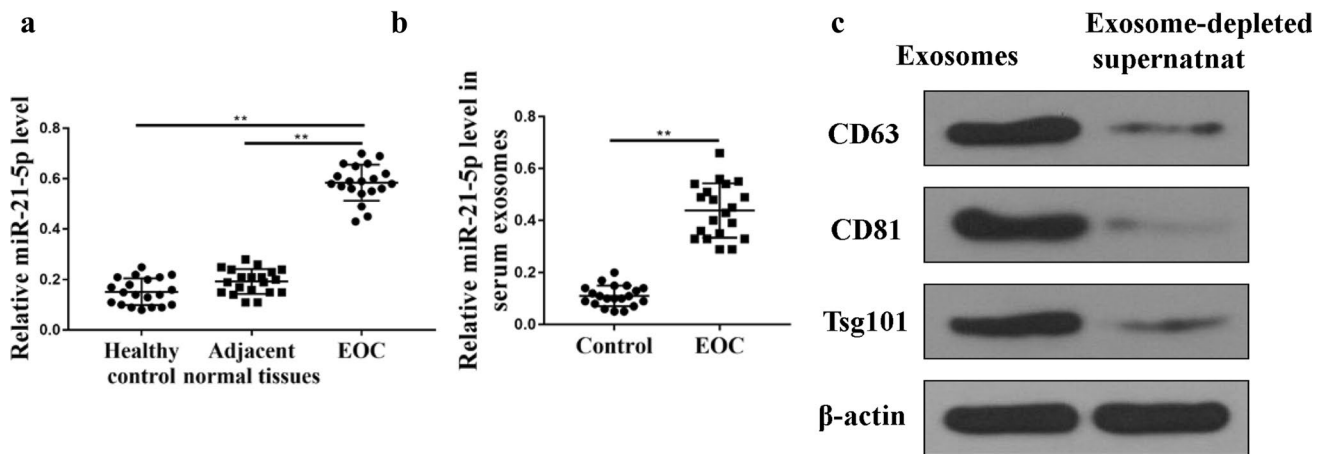 a
Relative miR-21-5p level
0.8
0.6
0.4
0.2
0.0
**
**
Healthy control
Adjacent normal tissues
EOC
b
Relative miR-21-5p level in
serum exosomes
0.8
0.6
0.4
0.2
0.0
**
Control
EOC
c
Exosomes
Exosome-depleted
supernatnat
CD63
CD81
Tsg101
β-actin